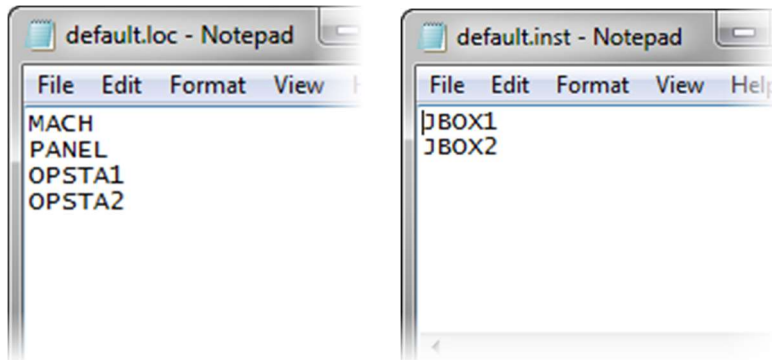 default.loc - Notepad
File Edit Format View
MACH
PANEL
OPSTA1
OPSTA2
default.inst - Notepad
File Edit Format View Help
JBOX1
JBOX2